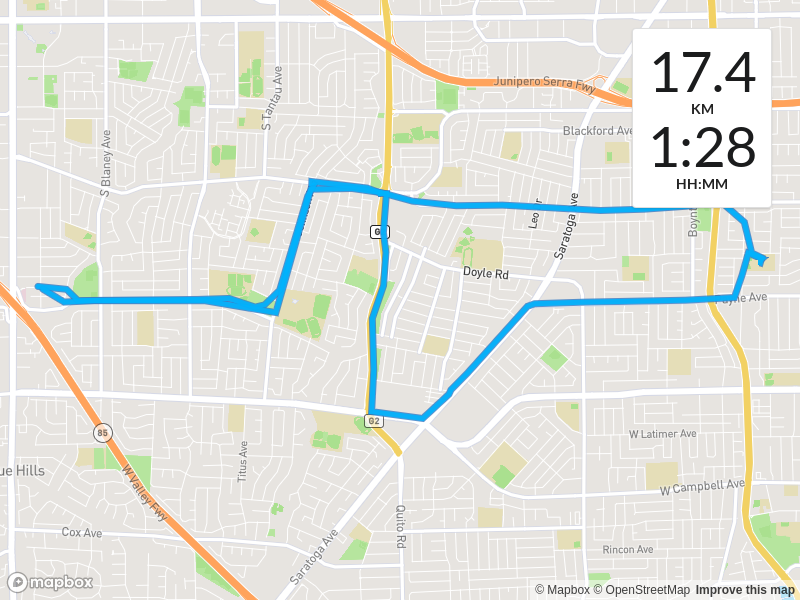 17.4
KM
1:28
HH:MM
Junipero Serra Fwy
S Tantau Ave
Blackford Ave
S Blaney Ave
Leo Dr
Saratoga Ave
Doyle Rd
Payne Ave
G2
85
W Latimer Ave
Titus Ave
ue Hills
W Valley Fwy
W Campbell Ave
Quito Rd
Cox Ave
Saratoga Ave
Rincon Ave
mapbox
© Mapbox © OpenStreetMap Improve this map